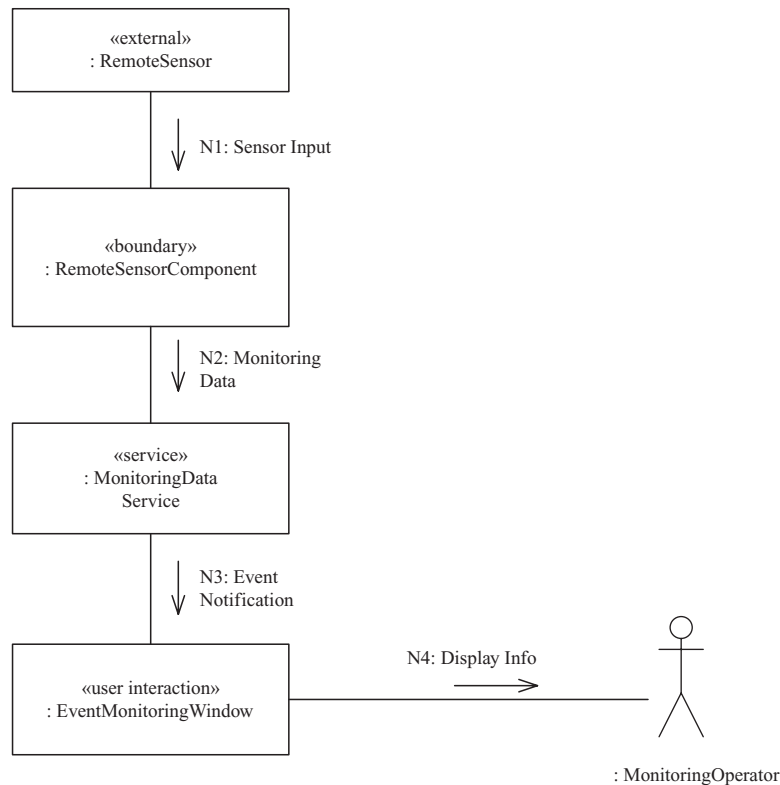 «external»
: RemoteSensor
N1: Sensor Input
«boundary»
: RemoteSensorComponent
N2: Monitoring
Data
«service»
: MonitoringData
Service
N3: Event
Notification
N4: Display Info
«user interaction»
: EventMonitoringWindow
: MonitoringOperator